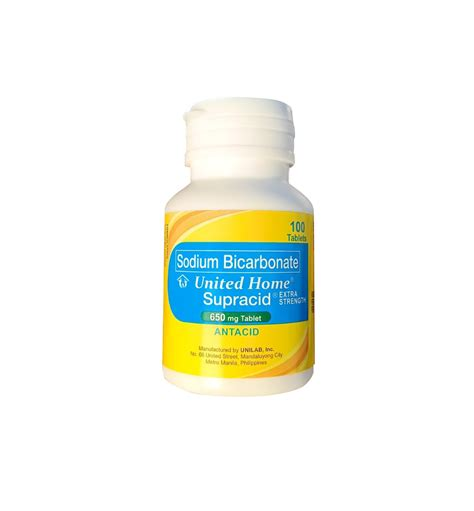 100
Tablets
Sodium Bicarbonate
United Home®
Supracid® EXTRA STRENGTH
650 mg Tablet
ANTACID
Manufactured by UNILAB, Inc.
No. 66 United Street, Mandaluyong City
Metro Manila, Philippines